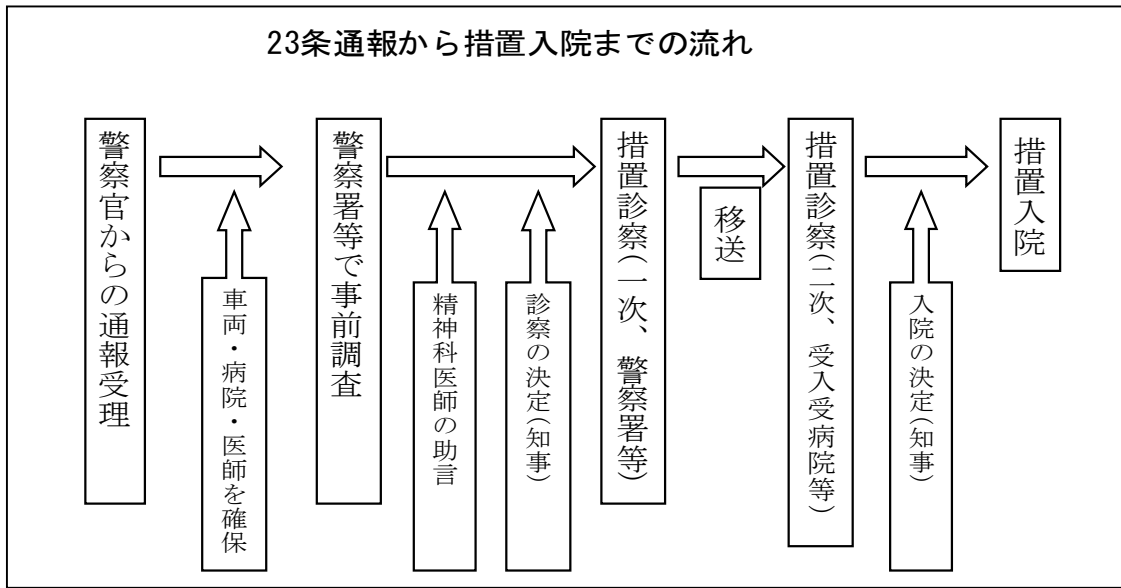 23条通報から措置入院までの流れ
警察官からの通報受理
車両・病院・医師を確保
警察署等で事前調査
精神科医師の助言
診察の決定(知事)
措置診察(一次、警察署等)
移送
措置診察(二次、受入受病院等)
入院の決定(知事)
措置入院